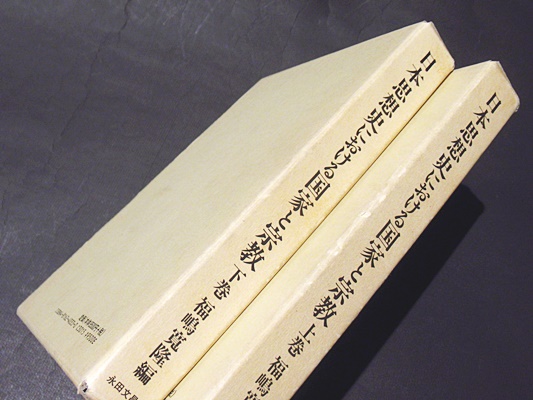 日本思想史における国家と宗教 下巻 福嶋寛隆編
永田文
日本思想史における国家と宗教 上巻 福嶋寛